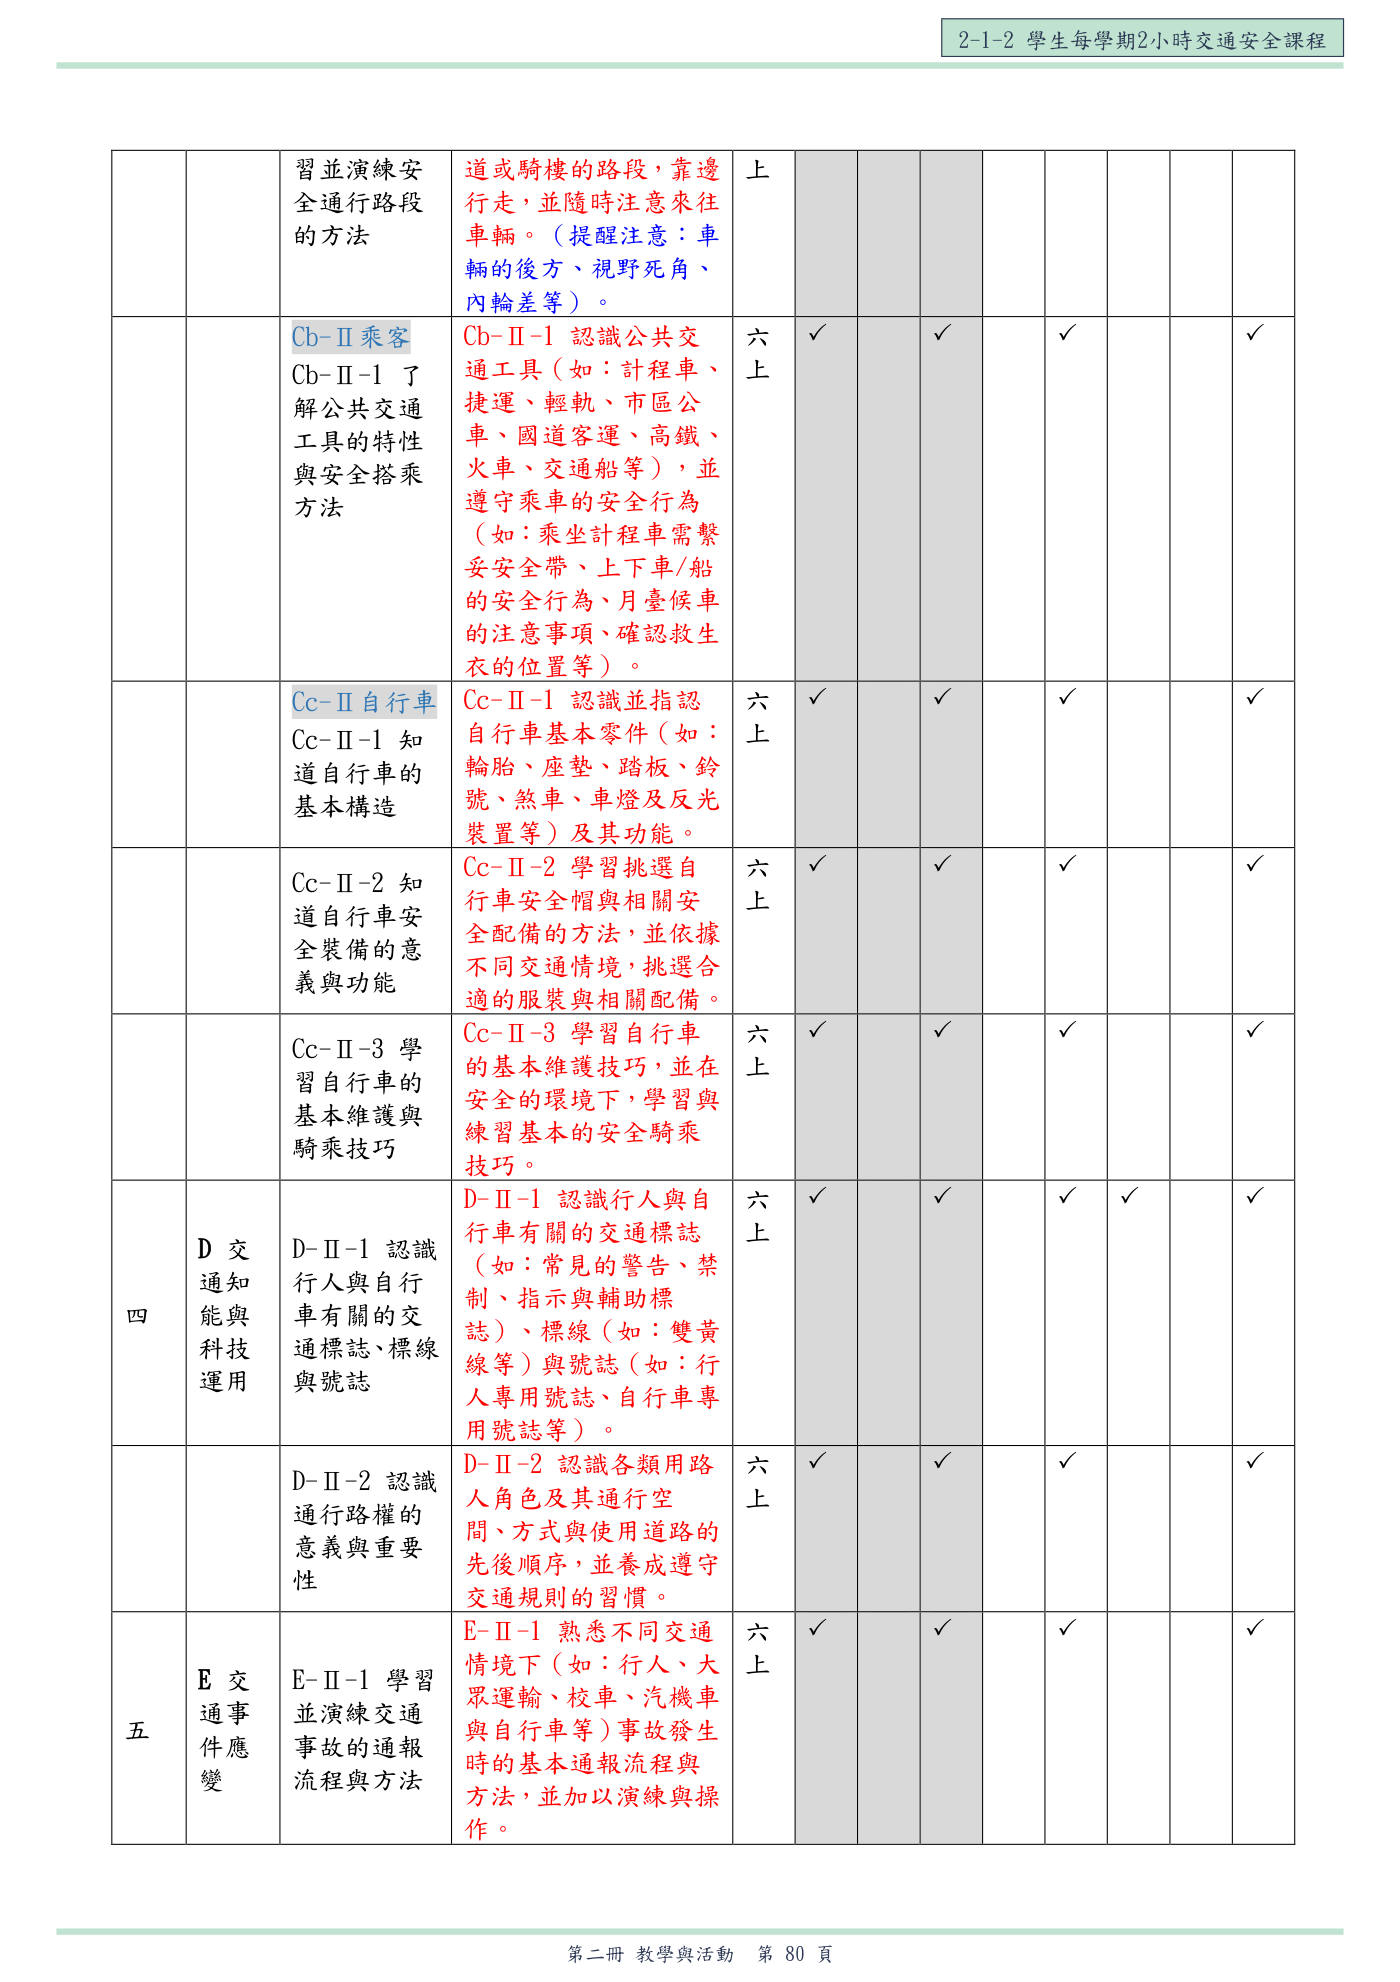 2-1-2 學生每學期2小時交通安全課程
習並演練安
全通行路段
的方法
道或騎樓的路段，靠邊
行走，並隨時注意來往
車輛。（提醒注意：車
輛的後方、視野死角、
內輪差等）。
上
Cb-Ⅱ乘客
Cb-Ⅱ-1 了
解公共交通
工具的特性
與安全搭乘
方法
Cb-Ⅱ-1 認識公共交
通工具（如：計程車、
捷運、輕軌、市區公
車、國道客運、高鐵、
火車、交通船等），並
遵守乘車的安全行為
（如：乘坐計程車需繫
妥安全帶、上下車/船
的安全行為、月臺候車
的注意事項、確認救生
衣的位置等）。
六
上
✓ ✓ ✓ ✓
Cc-Ⅱ自行車
Cc-Ⅱ-1 知
道自行車的
基本構造
Cc-Ⅱ-1 認識並指認
自行車基本零件（如：
輪胎、座墊、踏板、鈴
號、煞車、車燈及反光
裝置等）及其功能。
六
上
✓ ✓ ✓ ✓
Cc-Ⅱ-2 知
道自行車安
全裝備的意
義與功能
Cc-Ⅱ-2 學習挑選自
行車安全帽與相關安
全配備的方法，並依據
不同交通情境，挑選合
適的服裝與相關配備。
六
上
✓ ✓ ✓ ✓
Cc-Ⅱ-3 學
習自行車的
基本維護與
騎乘技巧
Cc-Ⅱ-3 學習自行車
的基本維護技巧，並在
安全的環境下，學習與
練習基本的安全騎乘
技巧。
六
上
✓ ✓ ✓ ✓
四
D 交
通知
能與
科技
運用
D-Ⅱ-1 認識
行人與自行
車有關的交
通標誌、標線
與號誌
D-Ⅱ-1 認識行人與自
行車有關的交通標誌
（如：常見的警告、禁
制、指示與輔助標
誌）、標線（如：雙黃
線等）與號誌（如：行
人專用號誌、自行車專
用號誌等）。
六
上
✓ ✓ ✓ ✓ ✓
D-Ⅱ-2 認識
通行路權的
意義與重要
性
D-Ⅱ-2 認識各類用路
人角色及其通行空
間、方式與使用道路的
先後順序，並養成遵守
交通規則的習慣。
六
上
✓ ✓ ✓ ✓
五
E 交
通事
件應
變
E-Ⅱ-1 學習
並演練交通
事故的通報
流程與方法
E-Ⅱ-1 熟悉不同交通
情境下（如：行人、大
眾運輸、校車、汽機車
與自行車等）事故發生
時的基本通報流程與
方法，並加以演練與操
作。
六
上
✓ ✓ ✓ ✓
第二冊 教學與活動 第 80 頁